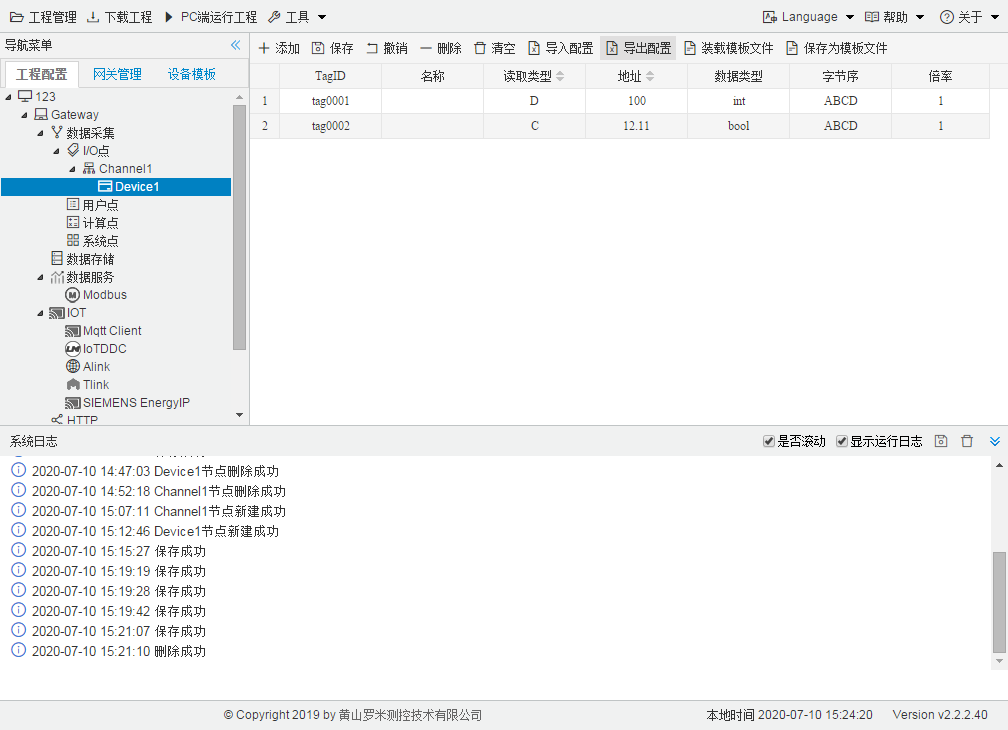 工程管理 下载工程 PC端运行工程 工具 Language 帮助 关于
导航菜单
添加 保存 撤销 删除 清空 导入配置 导出配置 装载模板文件 保存为模板文件
工程配置 网关管理 设备模板
TagID 名称 读取类型 地址 数据类型 字节序 倍率
1 tag0001 D 100 int ABCD 1
2 tag0002 C 12.11 bool ABCD 1
123
Gateway
数据采集
I/O点
Channel1
Device1
用户点
计算点
系统点
数据存储
数据服务
Modbus
IOT
Mqtt Client
IoTDDC
Alink
Tlink
SIEMENS EnergyIP
HTTP
系统日志 是否滚动 显示运行日志
2020-07-10 14:47:03 Device1节点删除成功
2020-07-10 14:52:18 Channel1节点删除成功
2020-07-10 15:07:11 Channel1节点新建成功
2020-07-10 15:12:46 Device1节点新建成功
2020-07-10 15:15:27 保存成功
2020-07-10 15:19:19 保存成功
2020-07-10 15:19:28 保存成功
2020-07-10 15:19:42 保存成功
2020-07-10 15:21:07 保存成功
2020-07-10 15:21:10 删除成功
© Copyright 2019 by 黄山罗米测控技术有限公司 本地时间 2020-07-10 15:24:20 Version v2.2.2.40